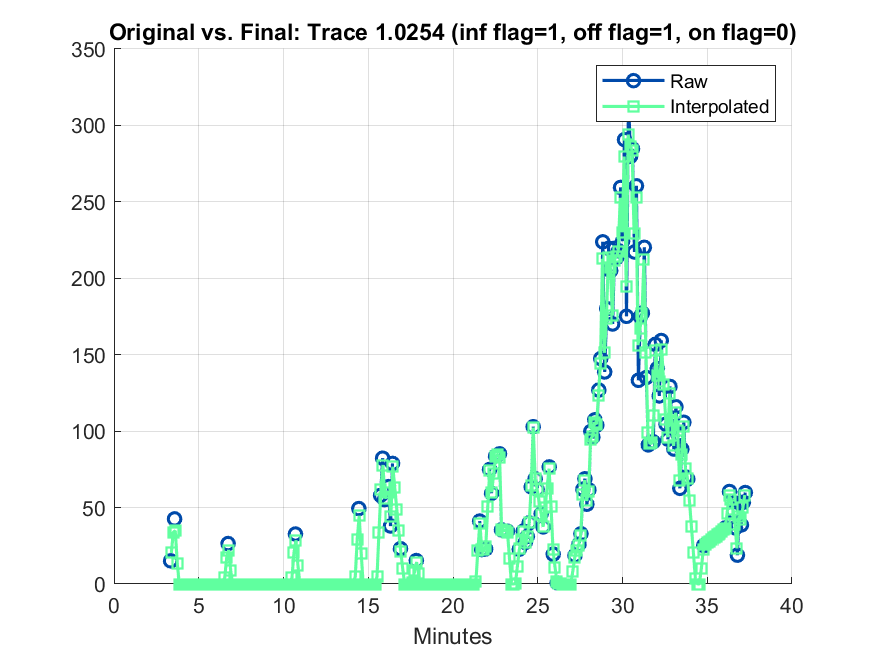 Original vs. Final: Trace 1.0254 (inf flag=1, off flag=1, on flag=0)
350
300
250
200
150
100
50
0
Raw
Interpolated
0 5 10 15 20 25 30 35 40
Minutes